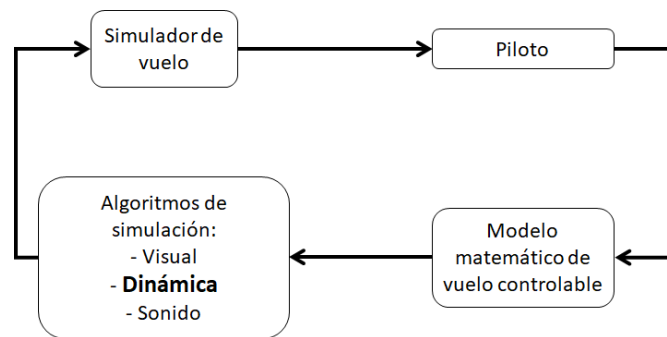 Simulador de
vuelo
Piloto
Algoritmos de
simulación:
- Visual
- Dinámica
- Sonido
Modelo
matemático de
vuelo controlable